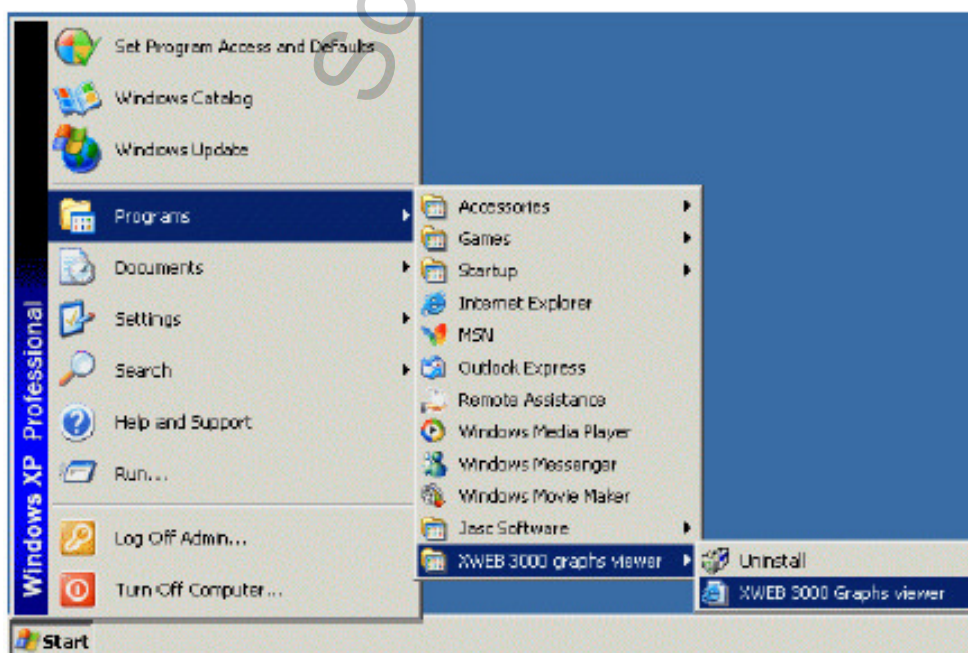 Set Program Access and Defaults
Windows Catalog
Windows Update
Programs
Documents
Settings
Search
Help and Support
Run...
Log Off Admin...
Turn Off Computer...
Windows XP Professional
Accessories
Games
Startup
Internet Explorer
MSN
Outlook Express
Remote Assistance
Windows Media Player
Windows Messenger
Windows Movie Maker
Jasc Software
XWEB 3000 graphs viewer
Uninstall
XWEB 3000 Graphs viewer
Start